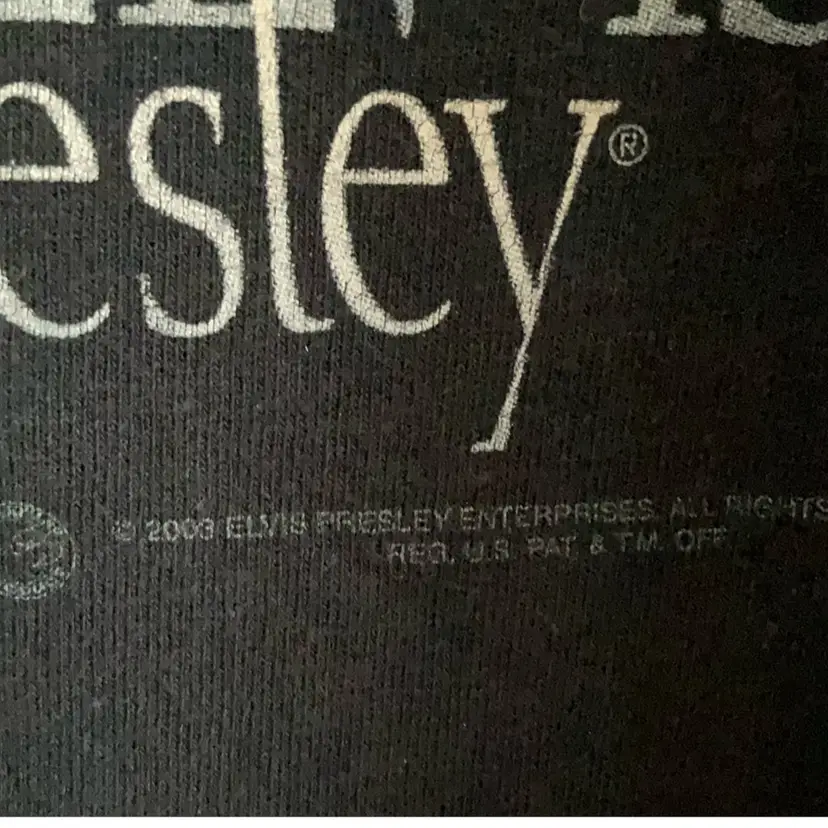 esley®
© 2003 ELVIS PRESLEY ENTERPRISES. ALL RIGHTS
REG. U.S. PAT. & T.M. OFF